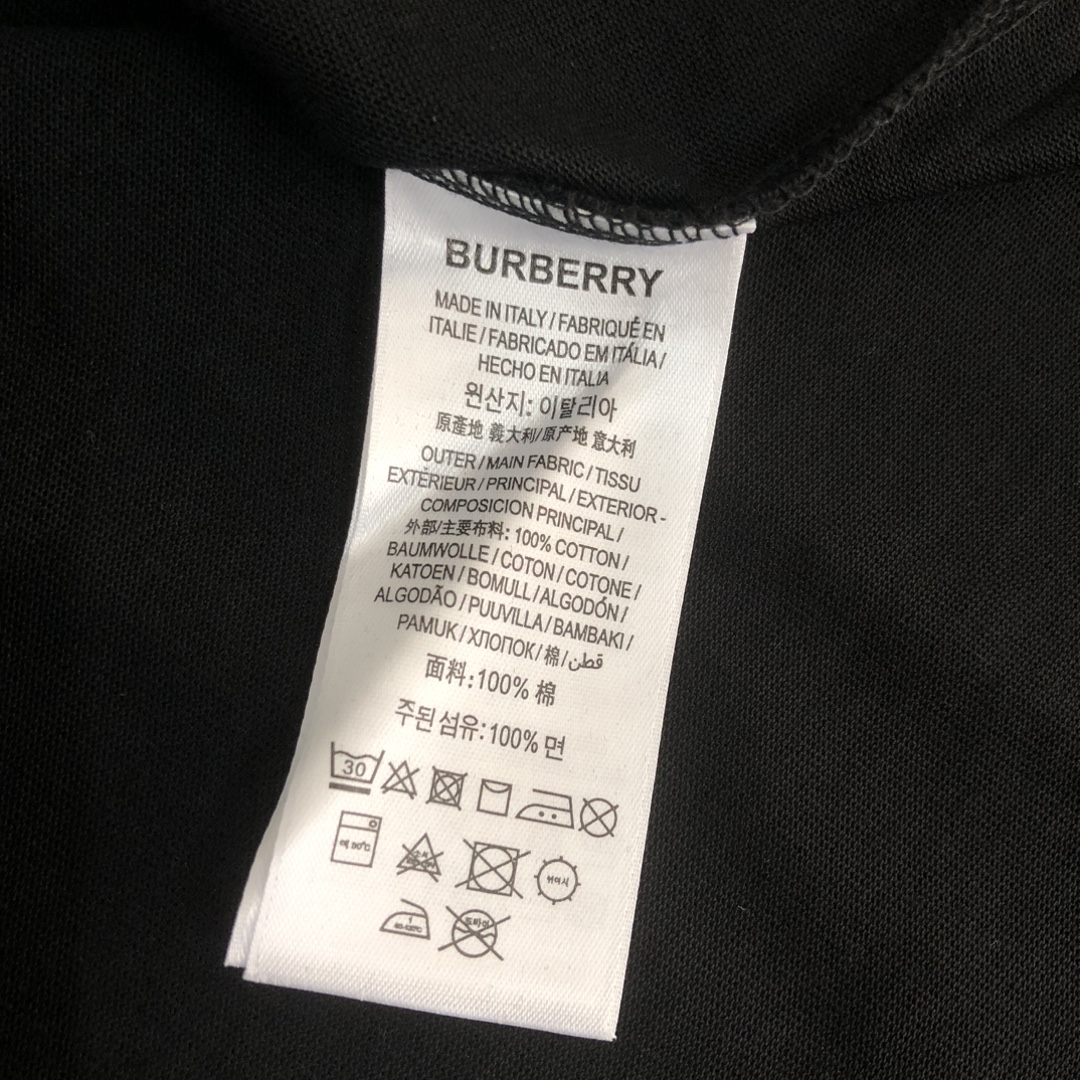 BURBERRY
MADE IN ITALY / FABRIQUÉ EN
ITALIE / FABRICADO EM ITÁLIA /
HECHO EN ITALIA
원산지: 이탈리아
原產地 義大利/原产地 意大利
OUTER / MAIN FABRIC / TISSU
EXTÉRIEUR / PRINCIPAL / EXTERIOR -
COMPOSICION PRINCIPAL /
外部/主要布料: 100% COTTON /
BAUMWOLLE / COTON / COTONE /
KATOEN / BOMULL / ALGODÓN /
ALGODÃO / PUUVILLA / BAMBAKI /
PAMUK / ХЛОПОК / 棉 / قطن
面料:100% 棉
주된 섬유:100% 면
30